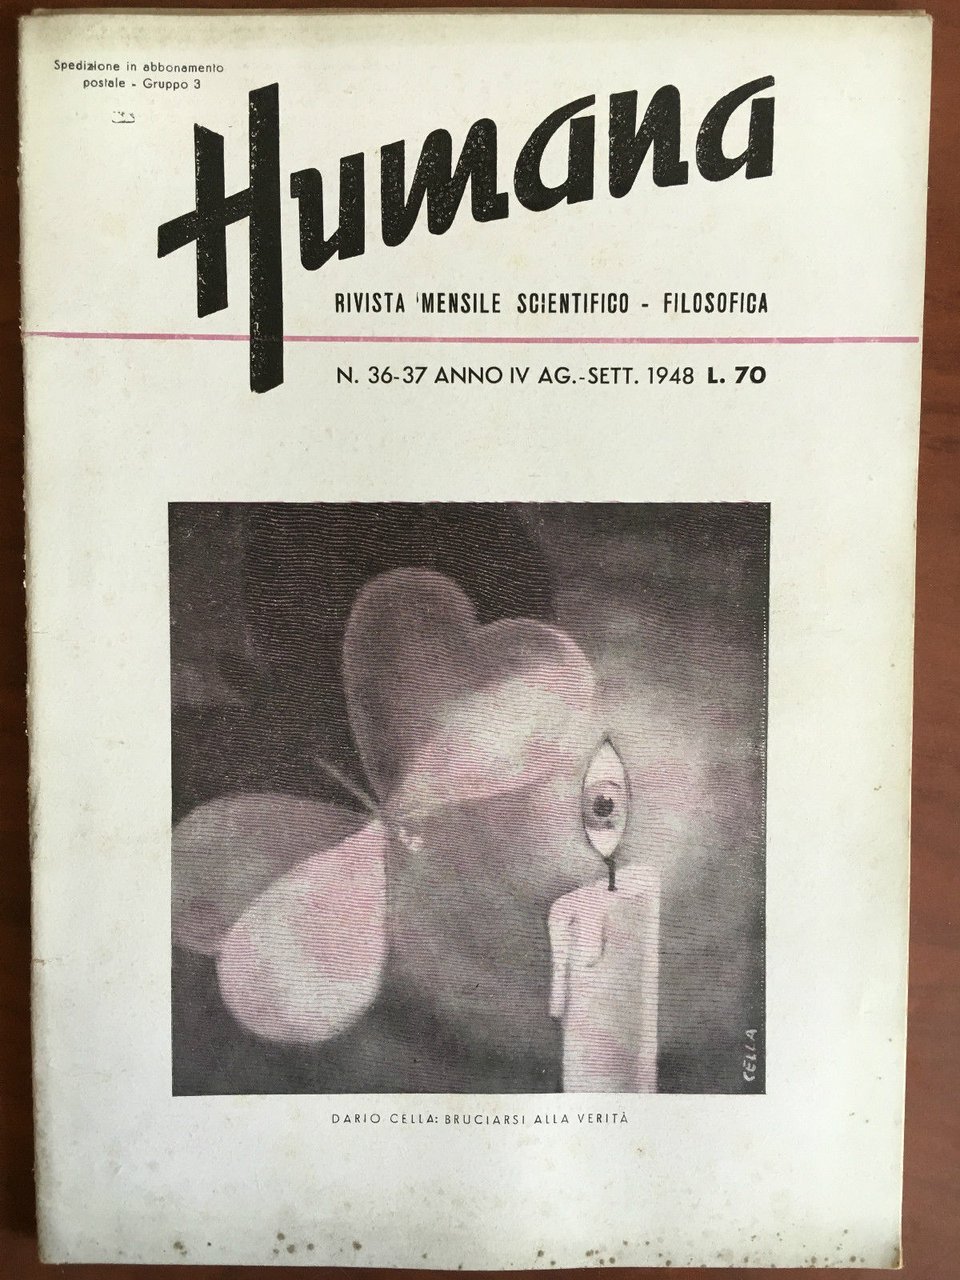 Spedizione in abbonamento
postale - Gruppo 3
Humana
RIVISTA MENSILE SCIENTIFICO - FILOSOFICA
N. 36-37 ANNO IV AG.-SETT. 1948 L. 70
CELLA
DARIO CELLA: BRUCIARSI ALLA VERITÀ